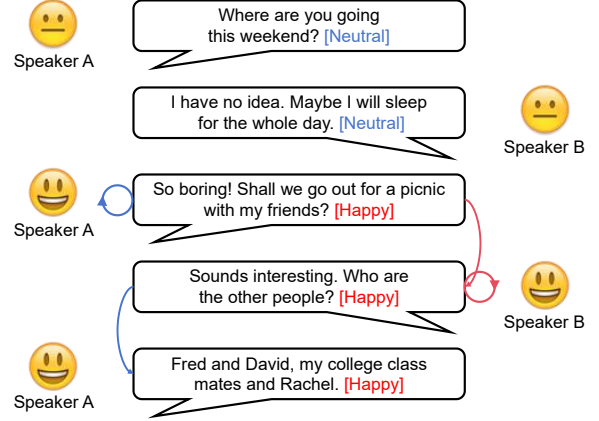 Where are you going
this weekend? [Neutral]
Speaker A
I have no idea. Maybe I will sleep
for the whole day. [Neutral]
Speaker B
So boring! Shall we go out for a picnic
with my friends? [Happy]
Speaker A
Sounds interesting. Who are
the other people? [Happy]
Speaker B
Fred and David, my college class
mates and Rachel. [Happy]
Speaker A